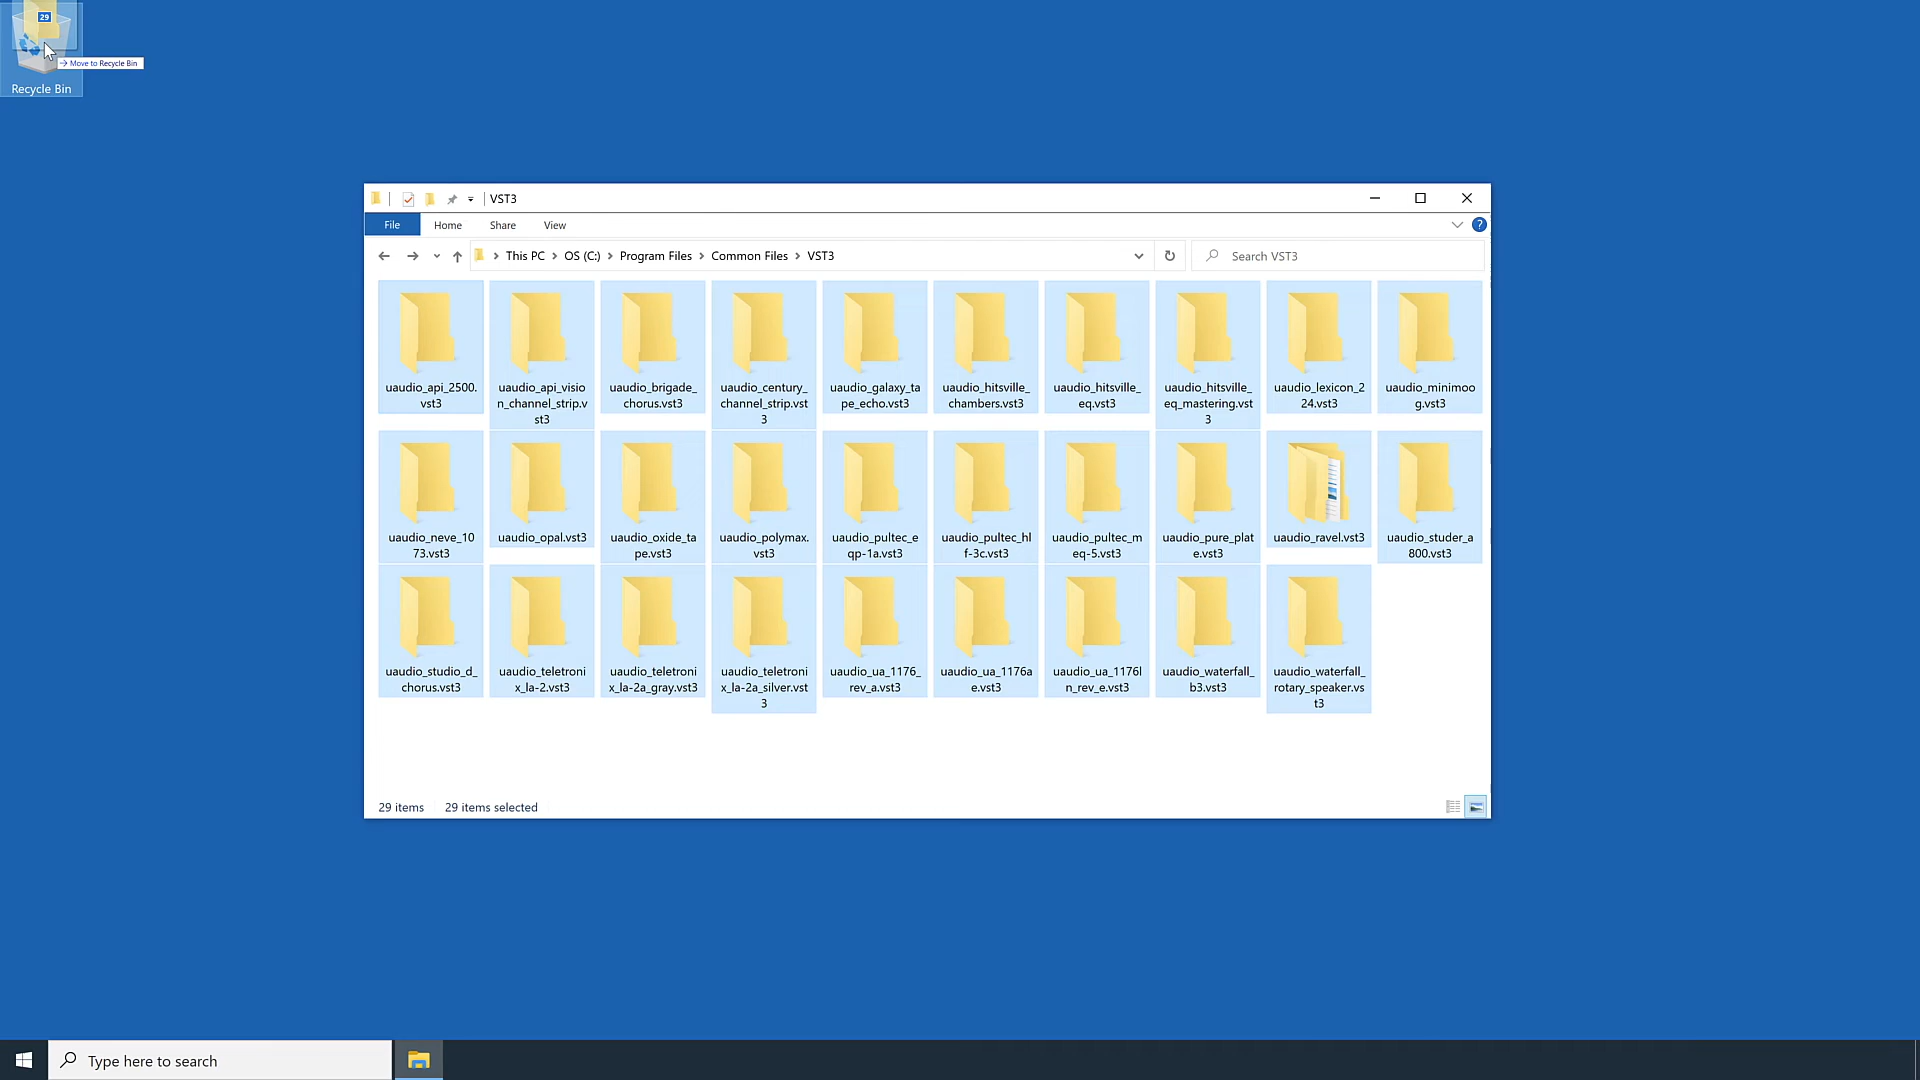 29
Move to Recycle Bin
Recycle Bin
VST3
File Home Share View
?
This PC OS (C:) Program Files Common Files VST3
Search VST3
uaudio_api_2500.
vst3
uaudio_api_visio
n_channel_strip.v
st3
uaudio_brigade_
chorus.vst3
uaudio_century_
channel_strip.vst
3
uaudio_galaxy_ta
pe_echo.vst3
uaudio_hitsville_
chambers.vst3
uaudio_hitsville_
eq.vst3
uaudio_hitsville_
eq_mastering.vst
3
uaudio_lexicon_2
24.vst3
uaudio_minimoo
g.vst3
uaudio_neve_10
73.vst3
uaudio_opal.vst3
uaudio_oxide_ta
pe.vst3
uaudio_polymax.
vst3
uaudio_pultec_e
qp-1a.vst3
uaudio_pultec_hl
f-3c.vst3
uaudio_pultec_m
eq-5.vst3
uaudio_pure_plat
e.vst3
uaudio_ravel.vst3
uaudio_studer_a
800.vst3
uaudio_studio_d_
chorus.vst3
uaudio_teletroni
x_la-2.vst3
uaudio_teletroni
x_la-2a_gray.vst3
uaudio_teletroni
x_la-2a_silver.vst
3
uaudio_ua_1176_
rev_a.vst3
uaudio_ua_1176a
e.vst3
uaudio_ua_1176l
n_rev_e.vst3
uaudio_waterfall_
b3.vst3
uaudio_waterfall_
rotary_speaker.vs
t3
29 items 29 items selected
Type here to search